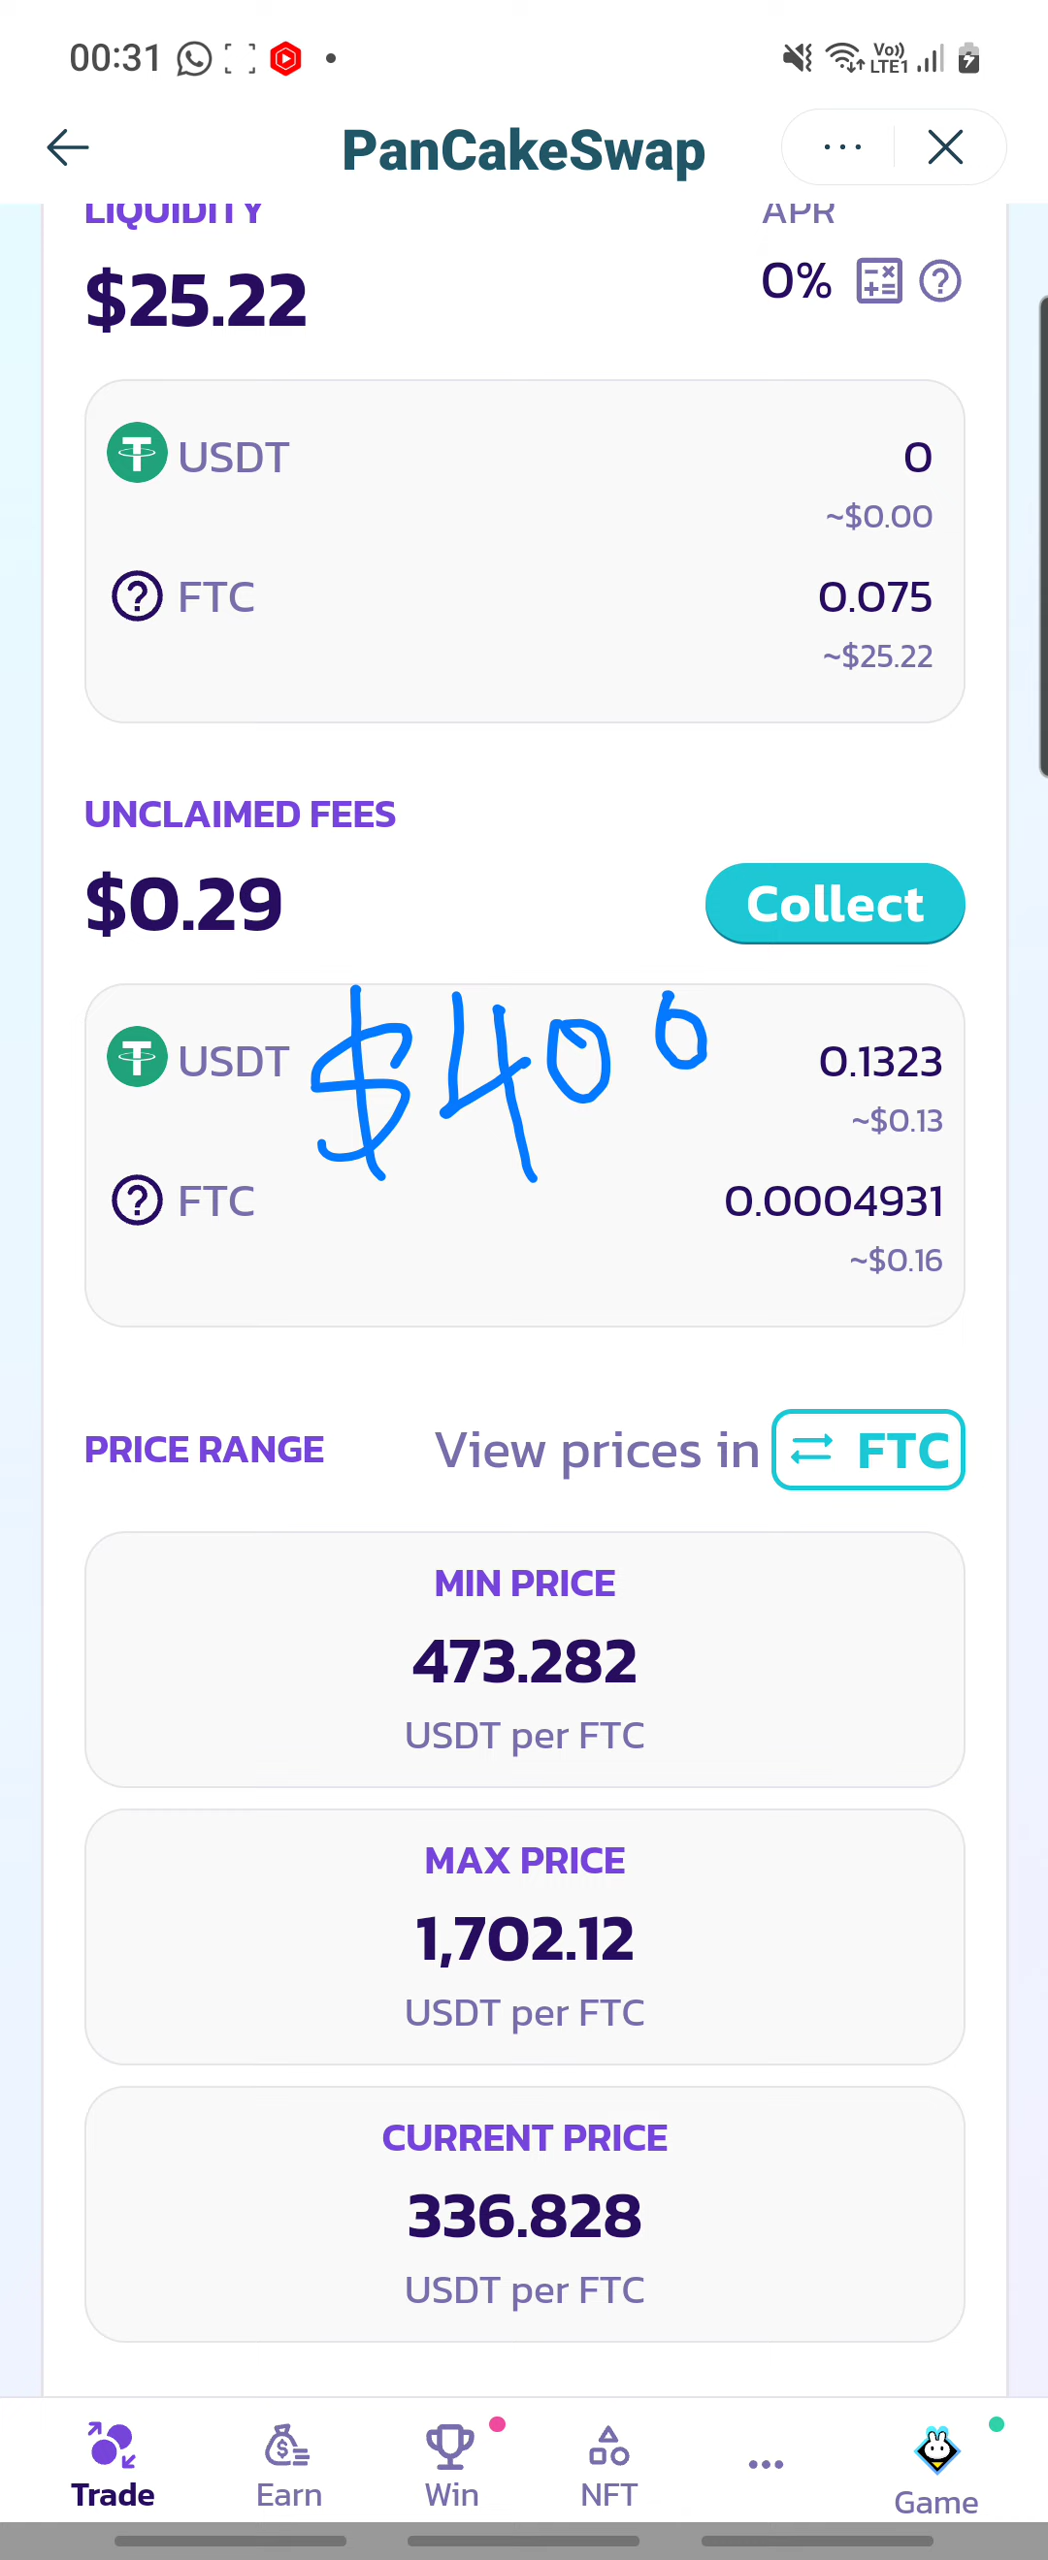 00:31
Vo))
LTE1
PanCakeSwap
LIQUIDITY
APR
$25.22
0%
USDT
0
~$0.00
FTC
0.075
~$25.22
UNCLAIMED FEES
$0.29
Collect
$400
USDT
0.1323
~$0.13
FTC
0.0004931
~$0.16
PRICE RANGE
View prices in
FTC
MIN PRICE
473.282
USDT per FTC
MAX PRICE
1,702.12
USDT per FTC
CURRENT PRICE
336.828
USDT per FTC
Trade
Earn
Win
NFT
Game